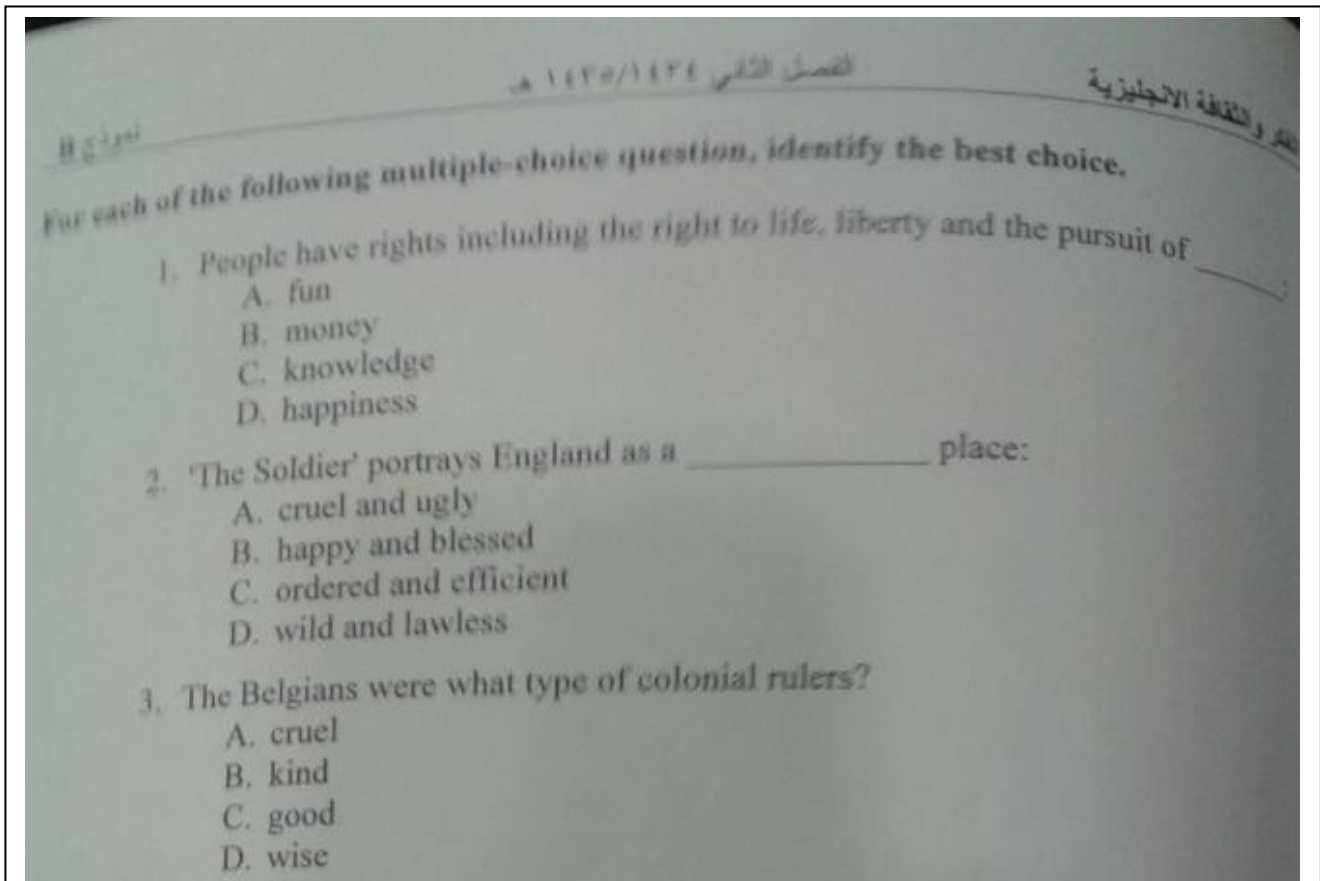 الفصل الثاني ١٤٣٤/١٤٣٥ هـ
والثقافة الانجليزية
نموذج B
For each of the following multiple-choice question, identify the best choice.
1. People have rights including the right to life, liberty and the pursuit of ______:
A. fun
B. money
C. knowledge
D. happiness
2. 'The Soldier' portrays England as a ______________ place:
A. cruel and ugly
B. happy and blessed
C. ordered and efficient
D. wild and lawless
3. The Belgians were what type of colonial rulers?
A. cruel
B. kind
C. good
D. wise